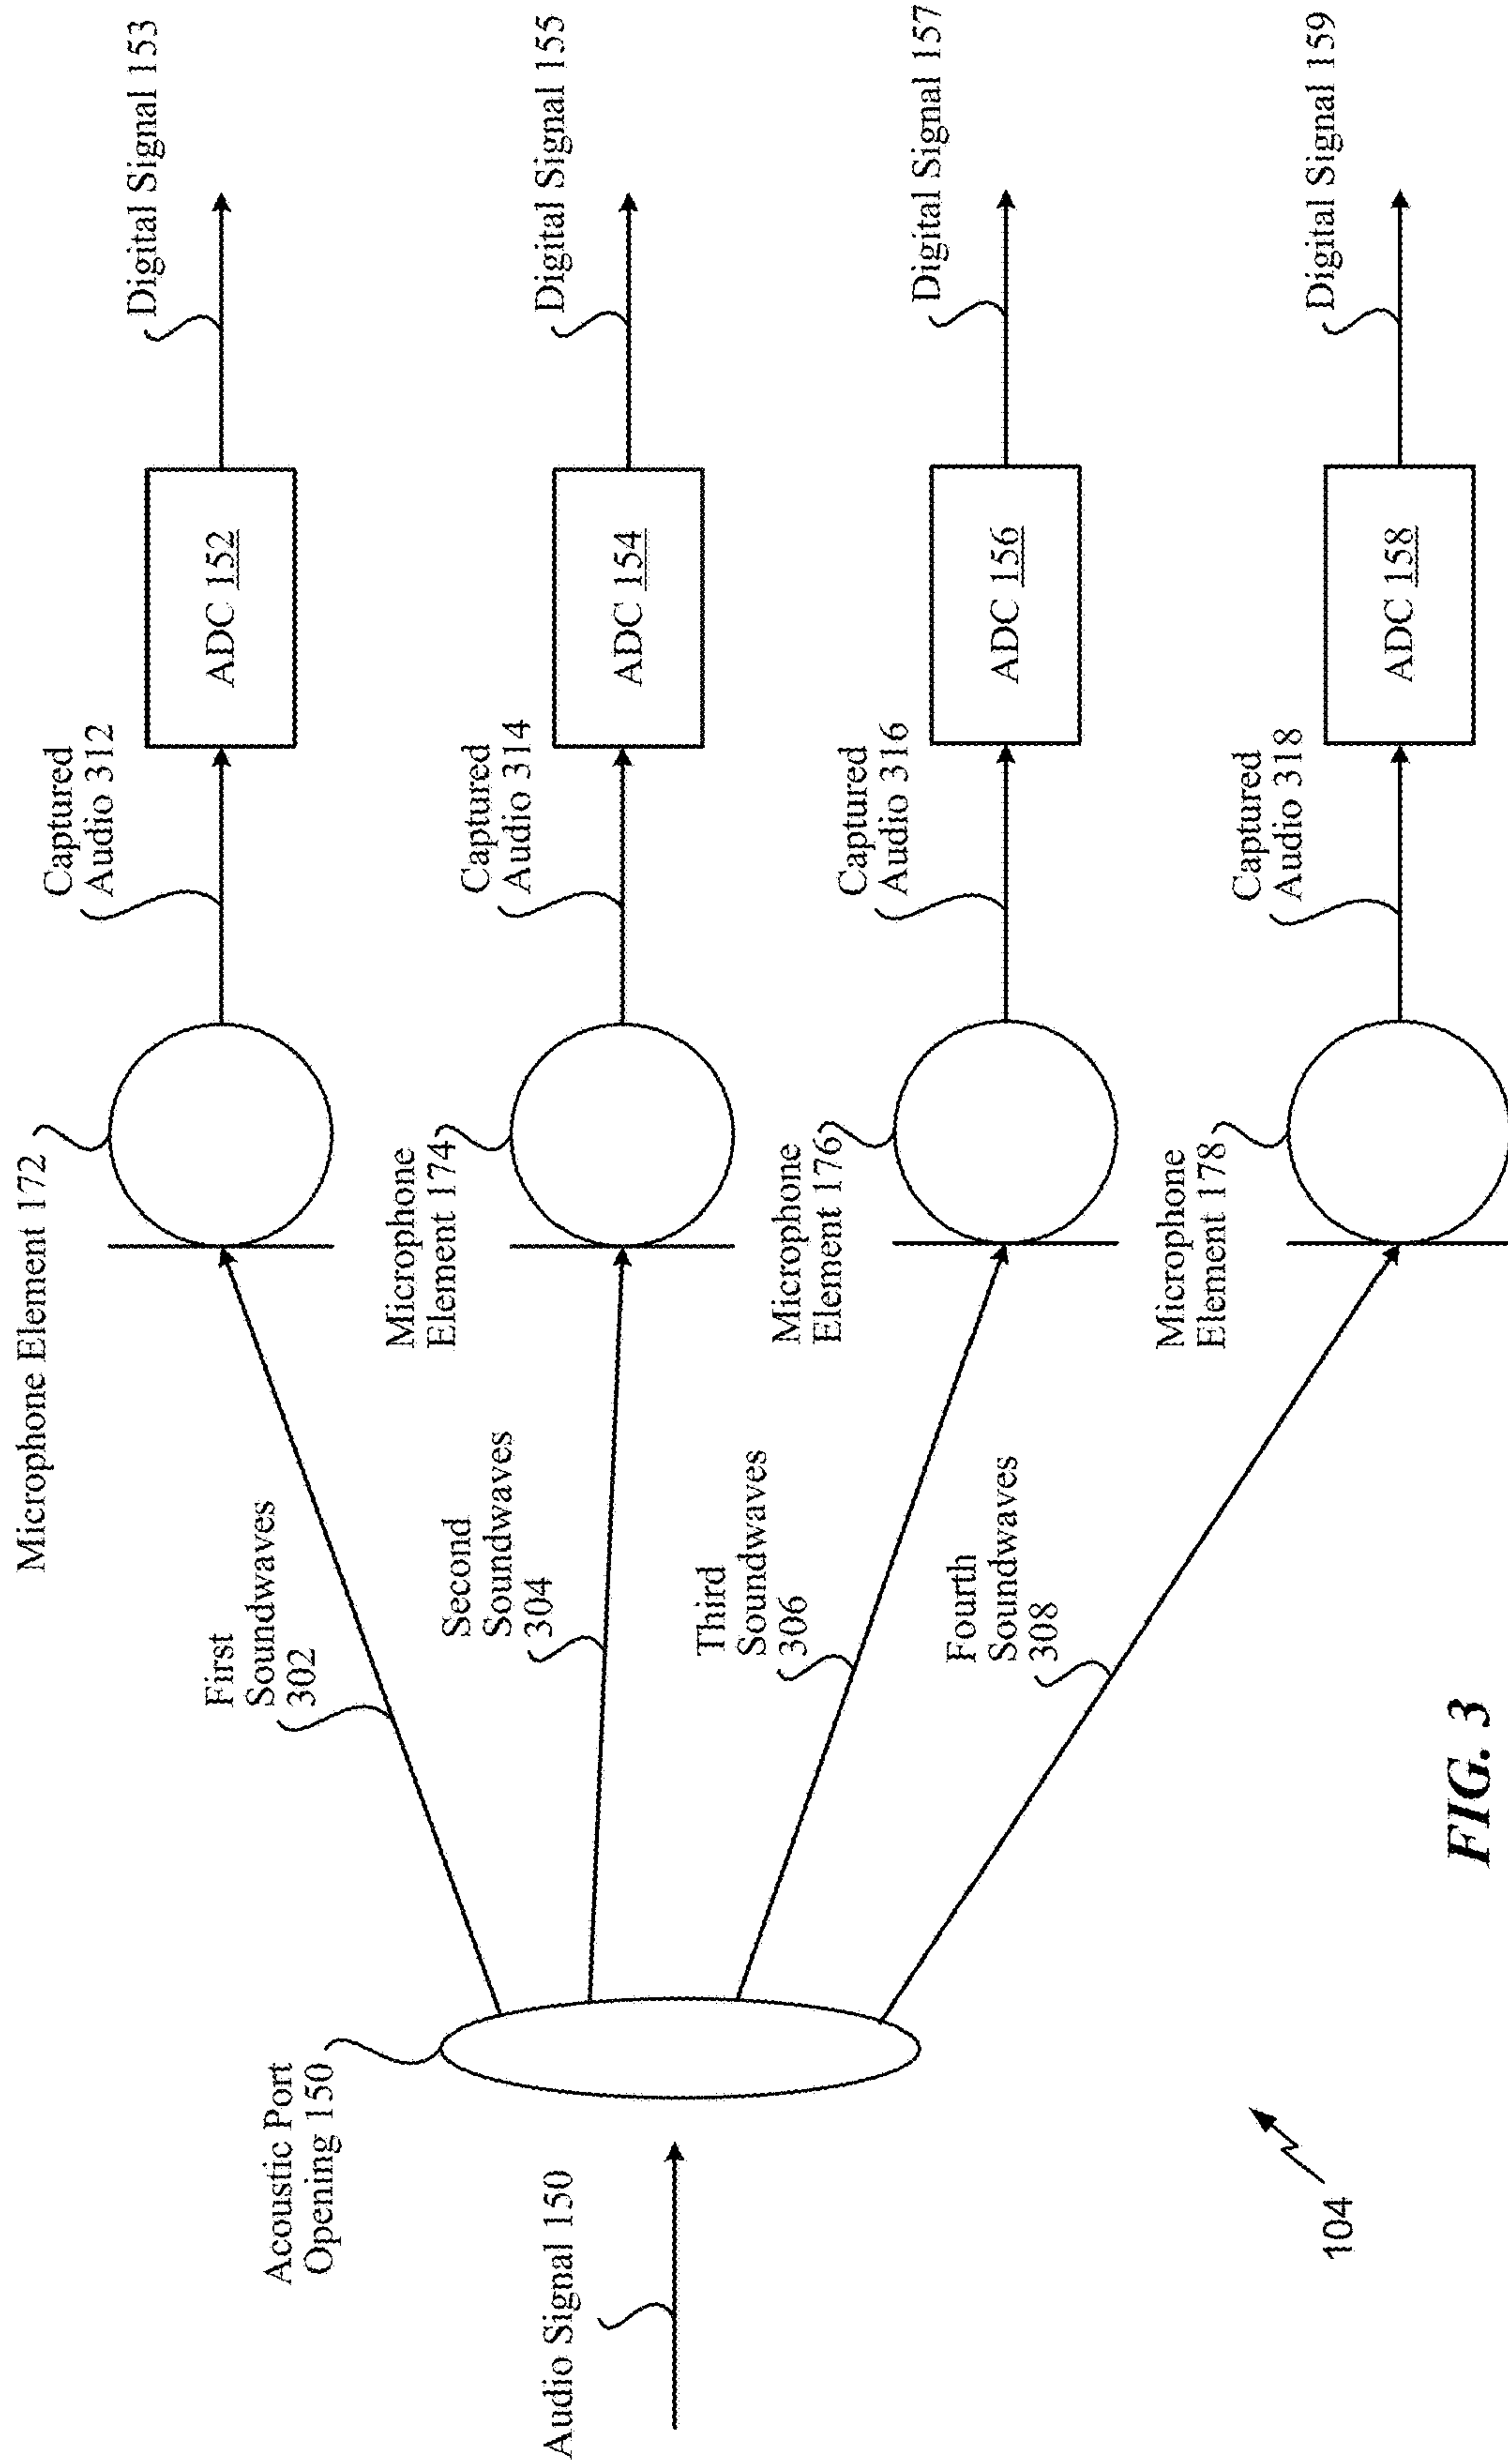 Audio Signal 150
Acoustic Port
Opening 150
First
Soundwaves
302
Second
Soundwaves
304
Third
Soundwaves
306
Fourth
Soundwaves
308
Microphone Element 172
Microphone
Element 174
Microphone
Element 176
Microphone
Element 178
Captured
Audio 312
Captured
Audio 314
Captured
Audio 316
Captured
Audio 318
ADC 152
ADC 154
ADC 156
ADC 158
Digital Signal 153
Digital Signal 155
Digital Signal 157
Digital Signal 159
104
FIG. 3